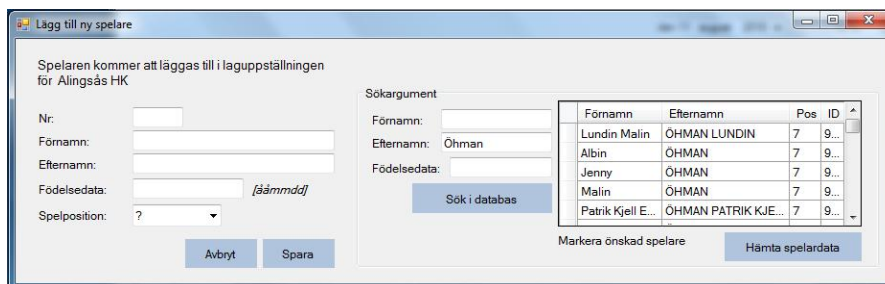 Lägg till ny spelare
Spelaren kommer att läggas till i laguppställningen
för Alingsås HK
Nr:
Förnamn:
Efternamn:
Födelsedata: [ååmmdd]
Spelposition: ?
Avbryt Spara
Sökargument
Förnamn:
Efternamn: Öhman
Födelsedata:
Sök i databas
Förnamn Efternamn Pos ID
Lundin Malin ÖHMAN LUNDIN 7 9...
Albin ÖHMAN 7 9...
Jenny ÖHMAN 7 9...
Malin ÖHMAN 7 9...
Patrik Kjell E... ÖHMAN PATRIK KJE... 7 9...
Markera önskad spelare Hämta spelardata